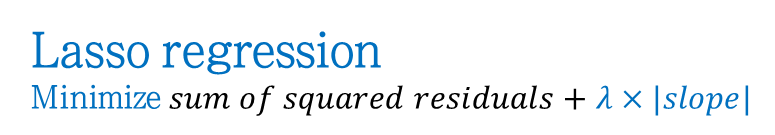 Lasso regression
Minimize sum of squared residuals + λ × |slope|